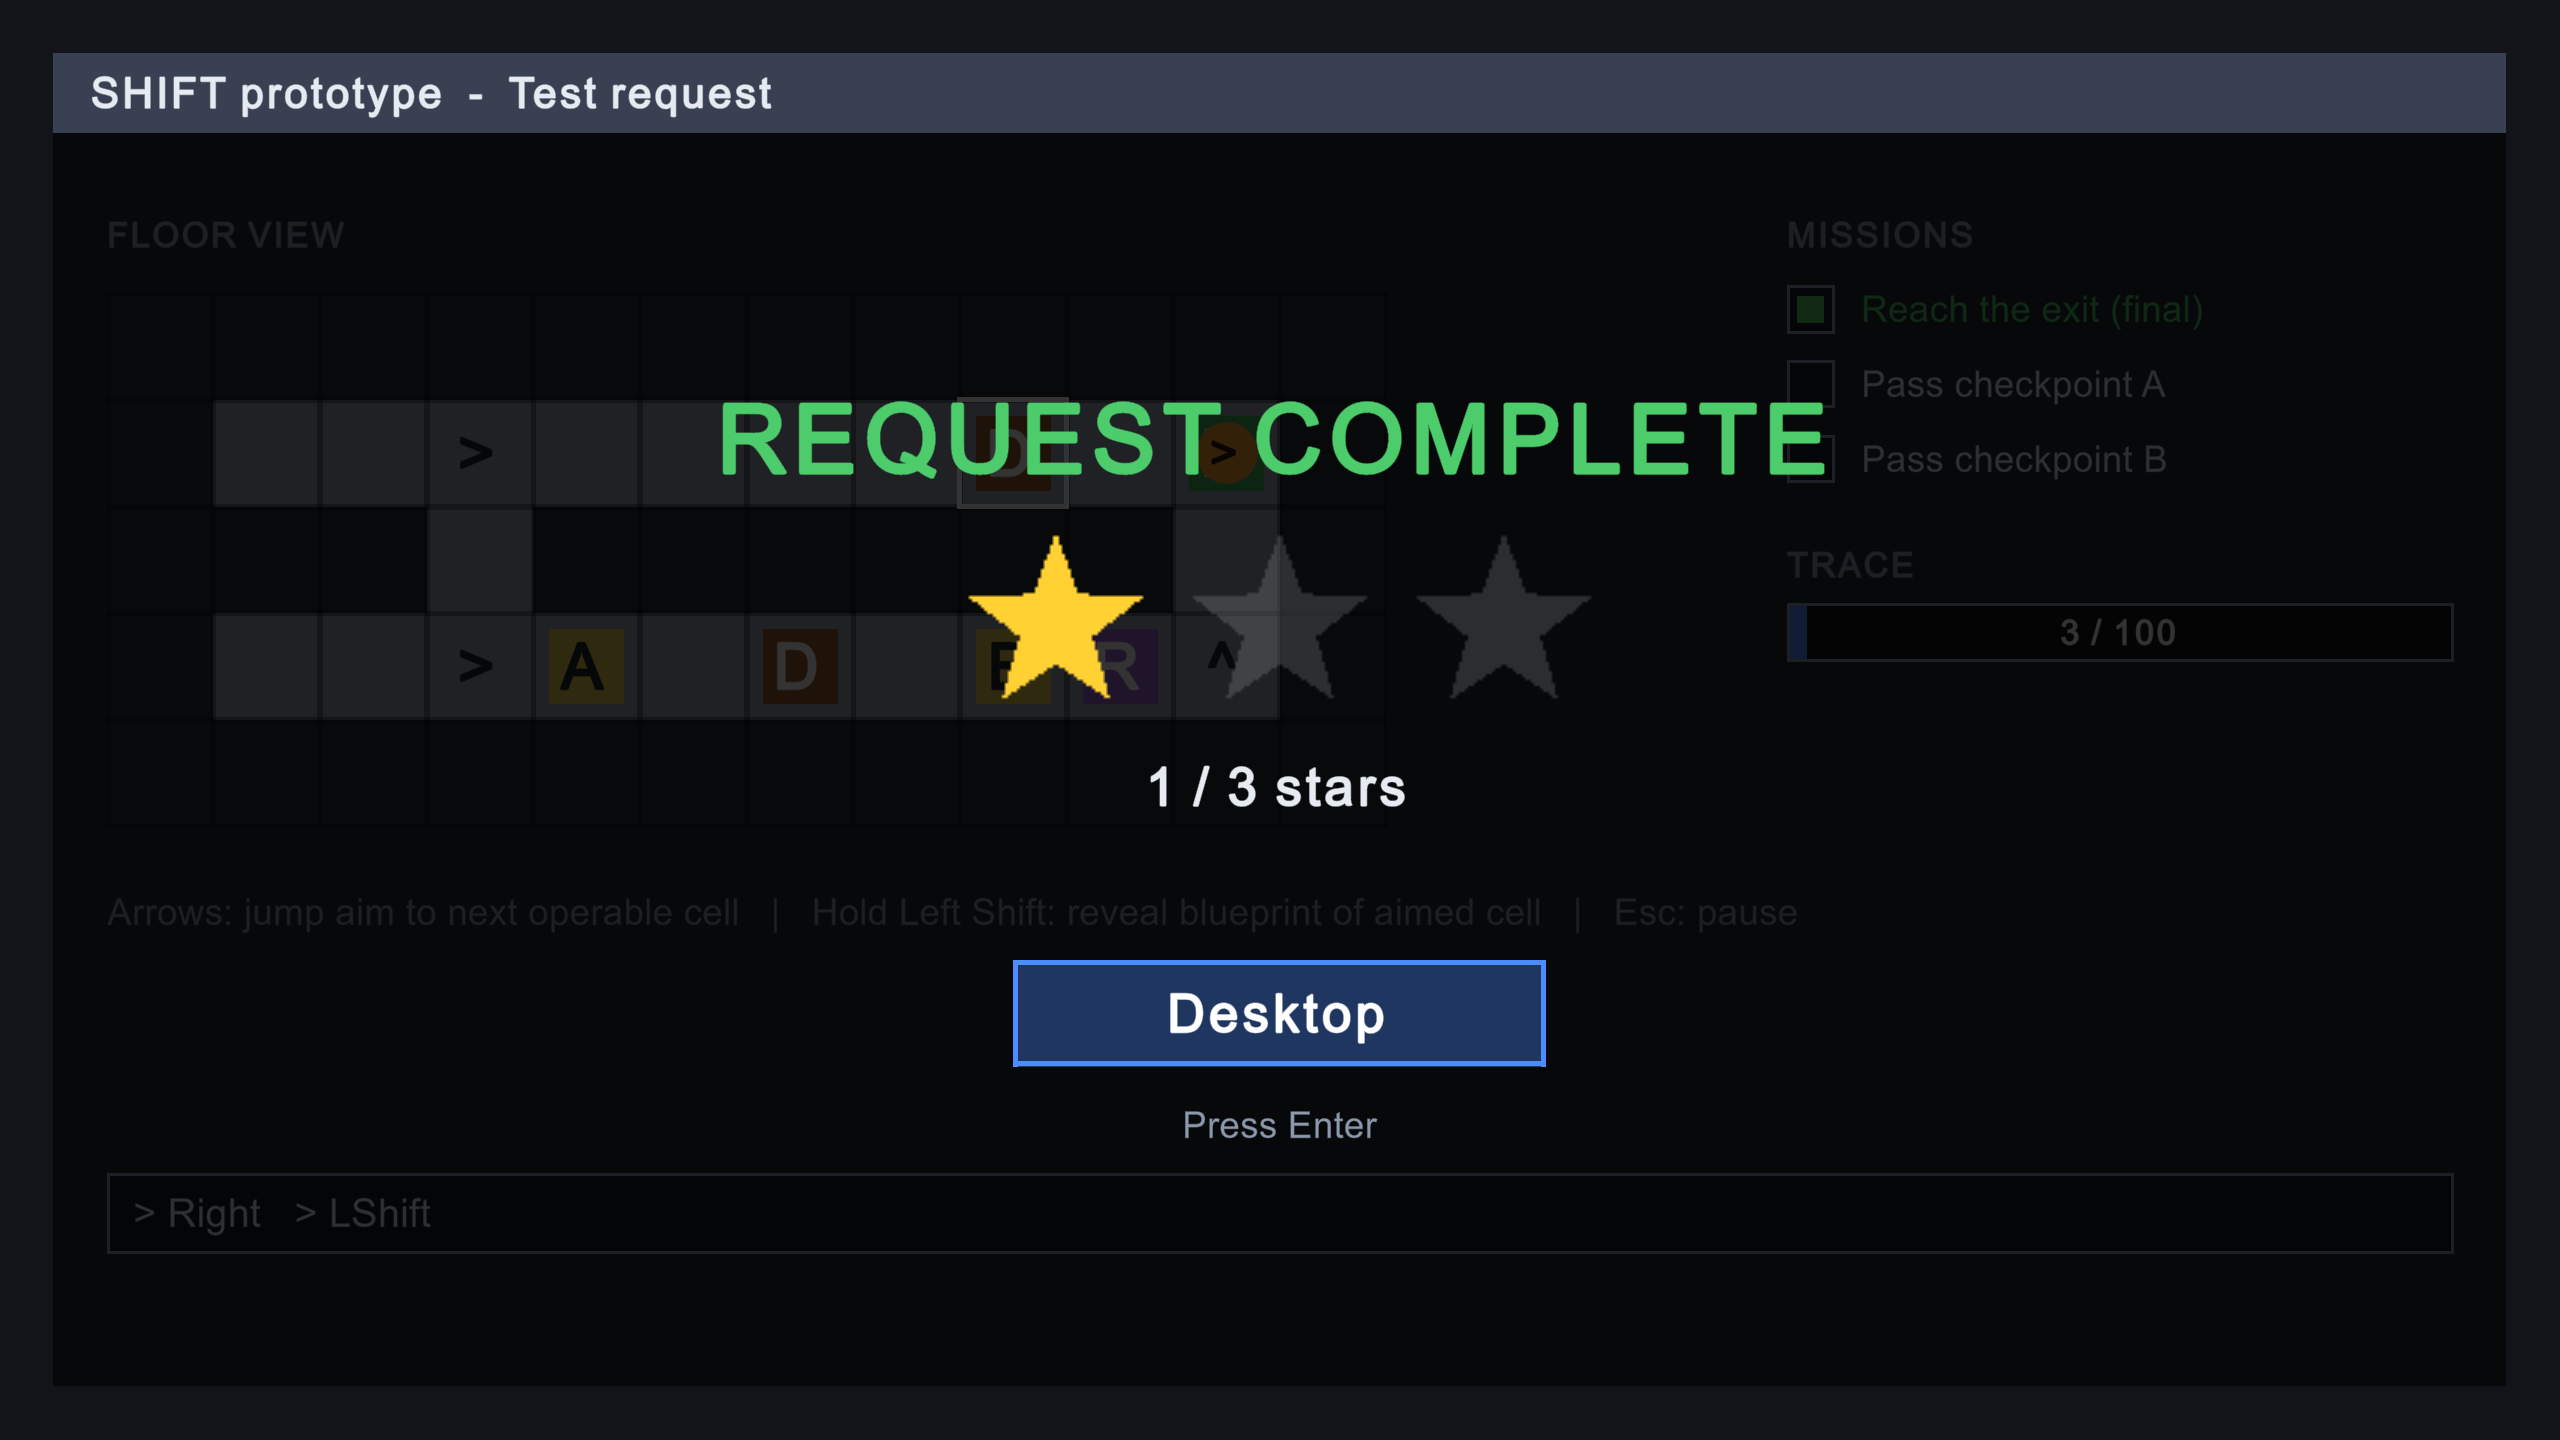 SHIFT prototype - Test request
FLOOR VIEW
MISSIONS
Reach the exit (final)
Pass checkpoint A
Pass checkpoint B
> D >
REQUEST COMPLETE
TRACE
3 / 100
> A D B R ^
1 / 3 stars
Arrows: jump aim to next operable cell | Hold Left Shift: reveal blueprint of aimed cell | Esc: pause
Desktop
Press Enter
> Right > LShift